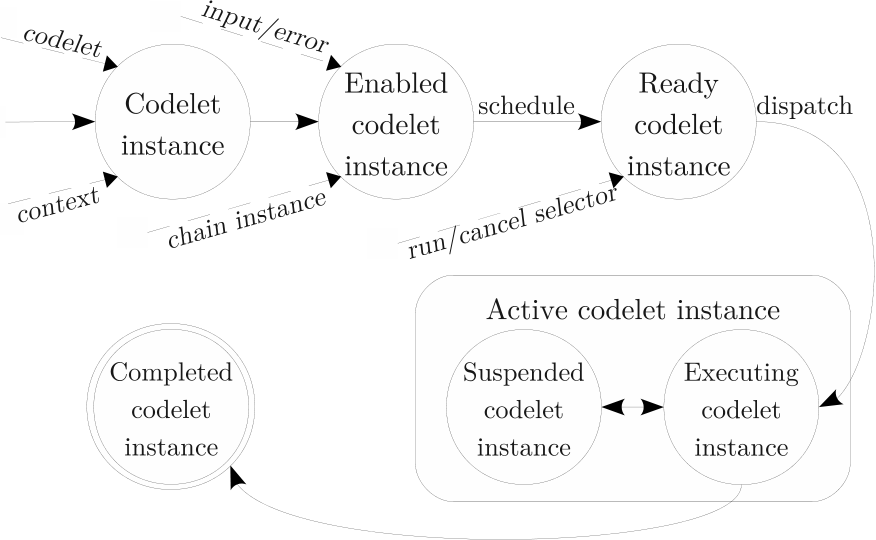 codelet
input/error
Codelet
instance
Enabled
codelet
instance
schedule
Ready
codelet
instance
dispatch
context
chain instance
run/cancel selector
Active codelet instance
Completed
codelet
instance
Suspended
codelet
instance
Executing
codelet
instance